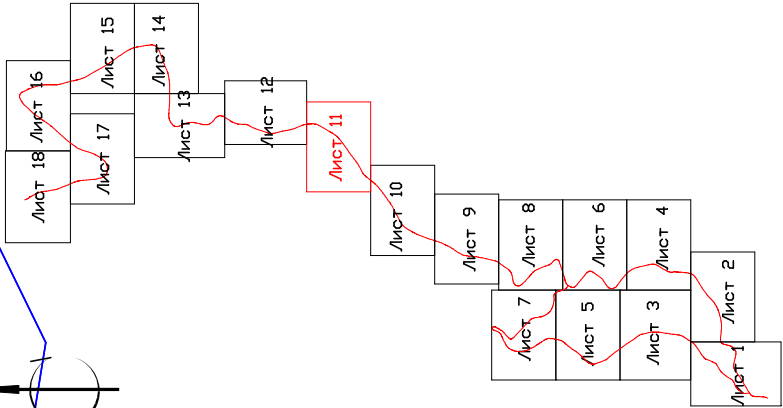 Лист 15
Лист 14
Лист 16
Лист 13
Лист 12
Лист 17
Лист 11
Лист 18
Лист 10
Лист 9
Лист 8
Лист 6
Лист 4
Лист 2
Лист 7
Лист 5
Лист 3
Лист 1